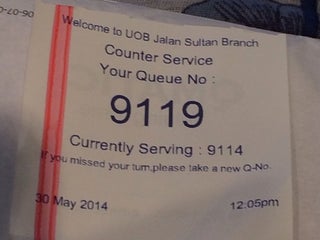 Welcome to UOB Jalan Sultan Branch
Counter Service
Your Queue No :
9119
Currently Serving : 9114
If you missed your turn,please take a new Q-No.
30 May 2014 12:05pm